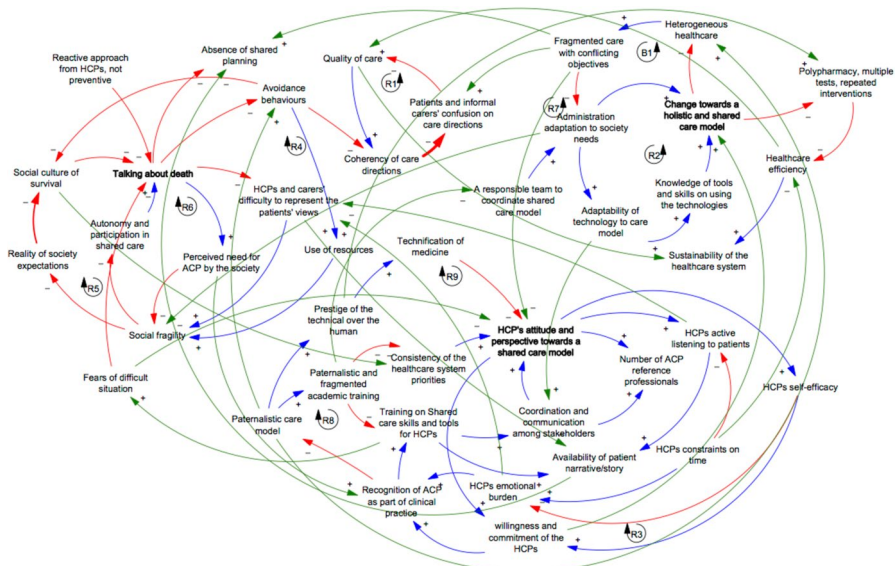 Reactive approach
from HCPs, not
preventive
Absence of shared
planning
Quality of care
Fragmented care
with conflicting
objectives
Heterogeneous
healthcare
B1
Polypharmacy, multiple
tests, repeated
interventions
Avoidance
behaviours
R1
Patients and informal
carers' confusion on
care directions
R7
Administration
adaptation to society
needs
Change towards a
holistic and shared
care model
R4
Coherency of care
directions
R2
Social culture of
survival
Talking about death
HCPs and carers'
difficulty to represent the
patients' views
A responsible team to
coordinate shared care
model
Knowledge of tools
and skills on using the
technologies
Healthcare
efficiency
R6
Autonomy and
participation in
shared care
Adaptability of
technology to care
model
Reality of society
expectations
Perceived need for
ACP by the society
Use of resources
Technification of
medicine
Sustainability of the
healthcare system
R5
R9
Social fragility
Prestige of the
technical over the
human
HCP's attitude and
perspective towards a
shared care model
HCPs active
listening to patients
Fears of difficult
situation
Paternalistic and
fragmented
academic training
Consistency of the
healthcare system
priorities
Number of ACP
reference
professionals
HCPs self-efficacy
Paternalistic care
model
R8
Training on Shared
care skills and tools
for HCPs
Coordination and
communication
among stakeholders
Availability of patient
narrative/story
HCPs constraints on
time
Recognition of ACP
as part of clinical
practice
HCPs emotional
burden
willingness and
commitment of the
HCPs
R3